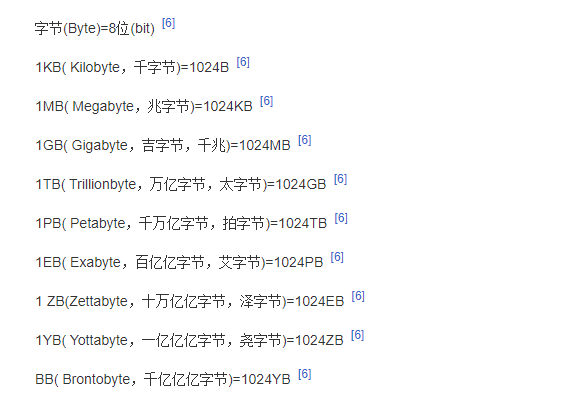 字节(Byte)=8位(bit) [6]
1KB( Kilobyte，千字节)=1024B [6]
1MB( Megabyte，兆字节)=1024KB [6]
1GB( Gigabyte，吉字节，千兆)=1024MB [6]
1TB( Trillionbyte，万亿字节，太字节)=1024GB [6]
1PB( Petabyte，千万亿字节，拍字节)=1024TB [6]
1EB( Exabyte，百亿亿字节，艾字节)=1024PB [6]
1 ZB(Zettabyte，十万亿亿字节，泽字节)=1024EB [6]
1YB( Yottabyte，一亿亿亿字节，尧字节)=1024ZB [6]
BB( Brontobyte，千亿亿亿字节)=1024YB [6]